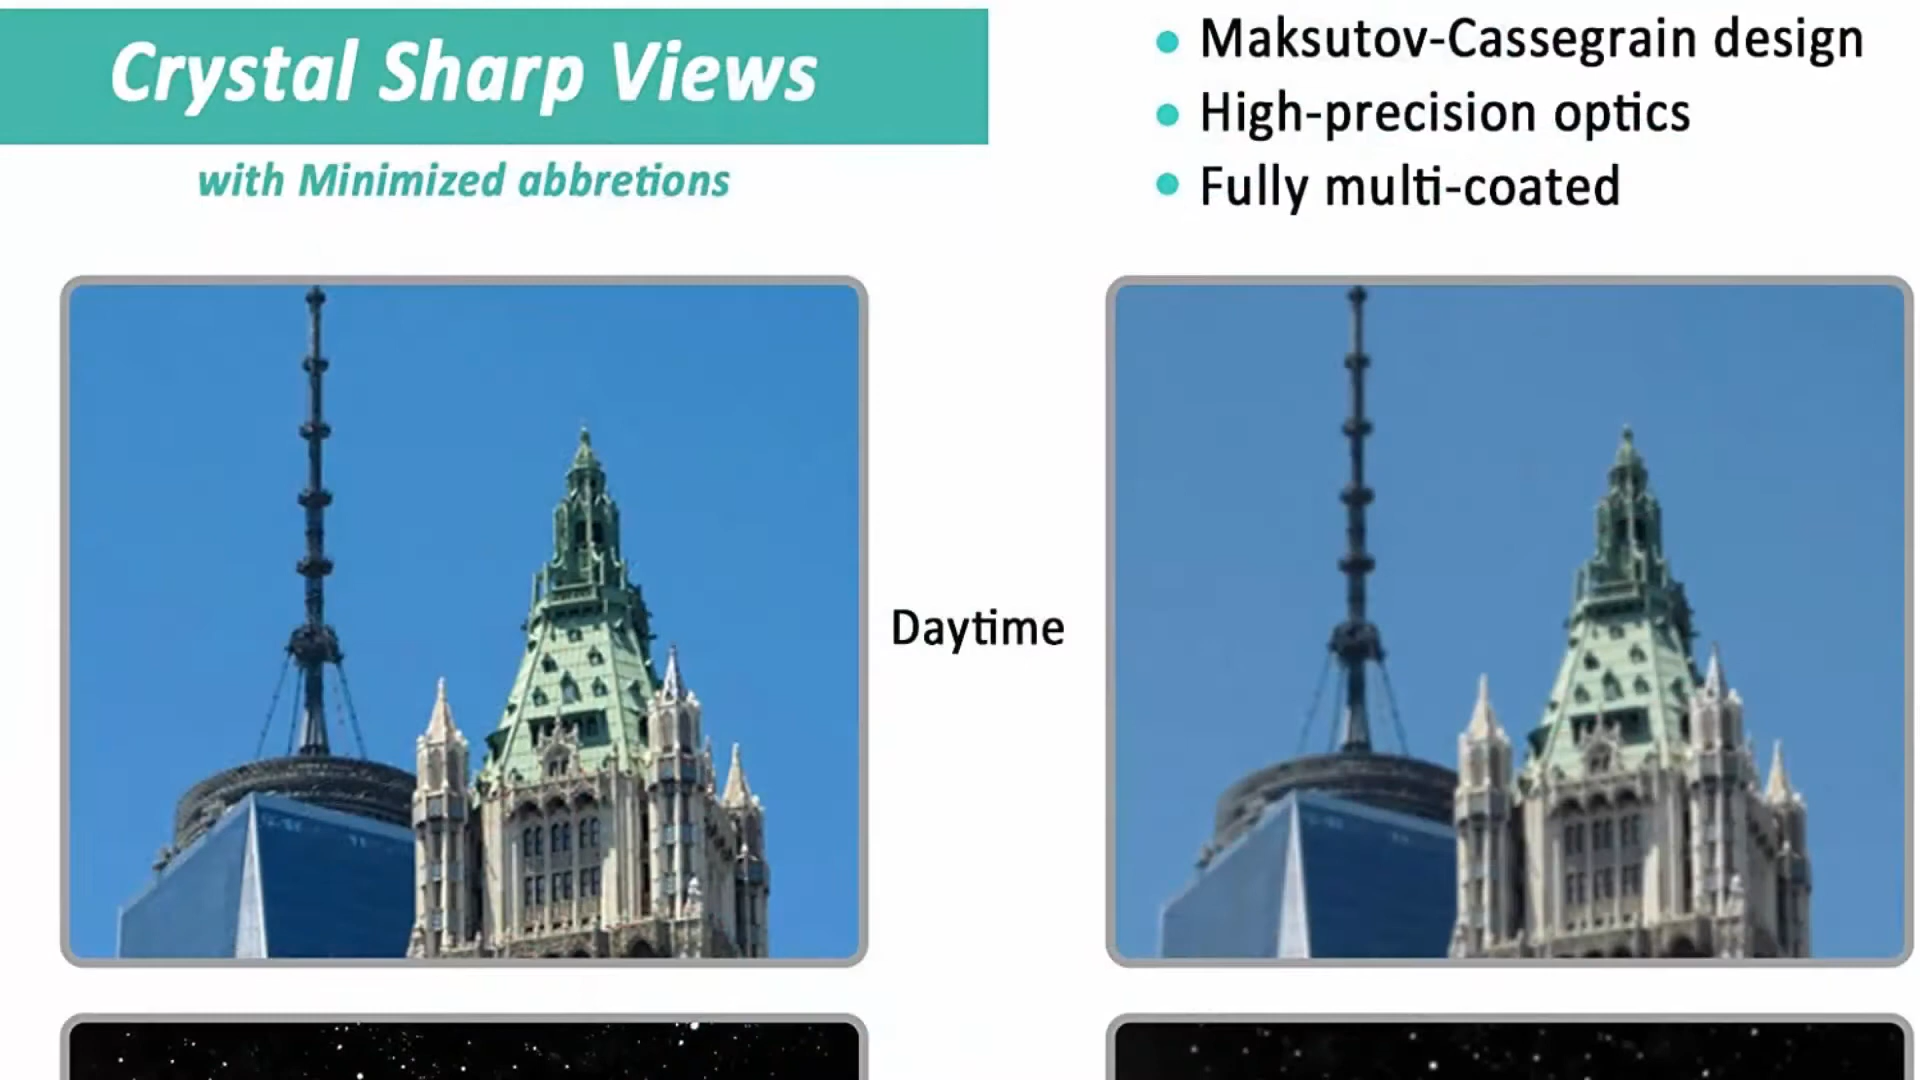 Crystal Sharp Views
with Minimized abbretions
Maksutov-Cassegrain design
High-precision optics
Fully multi-coated
Daytime